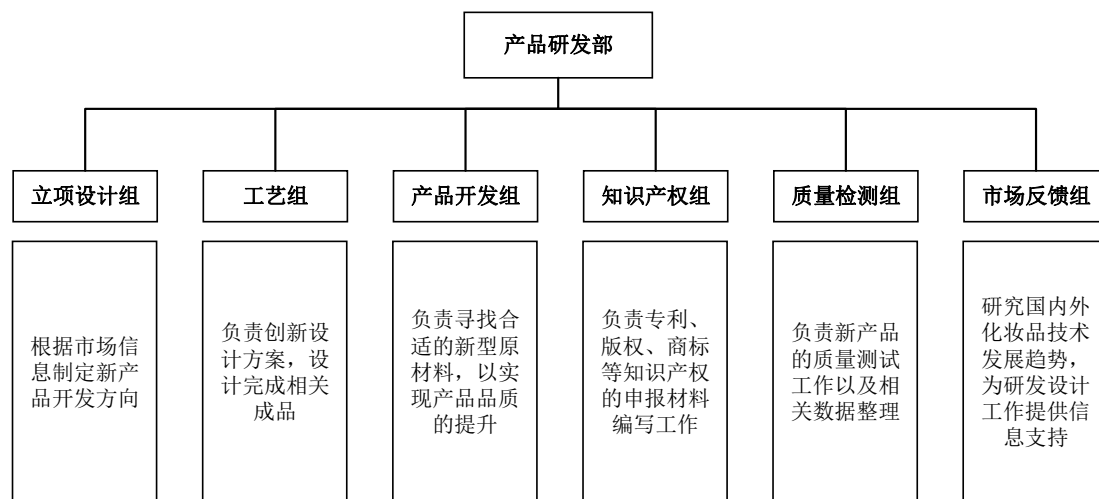 产品研发部
立项设计组
工艺组
产品开发组
知识产权组
质量检测组
市场反馈组
根据市场信
息制定新产
品开发方向
负责创新设
计方案，设
计完成相关
成品
负责寻找合
适的新型原
材料，以实
现产品品质
的提升
负责专利、
版权、商标
等知识产权
的申报材料
编写工作
负责新产品
的质量测试
工作以及相
关数据整理
研究国内外
化妆品技术
发展趋势，
为研发设计
工作提供信
息支持